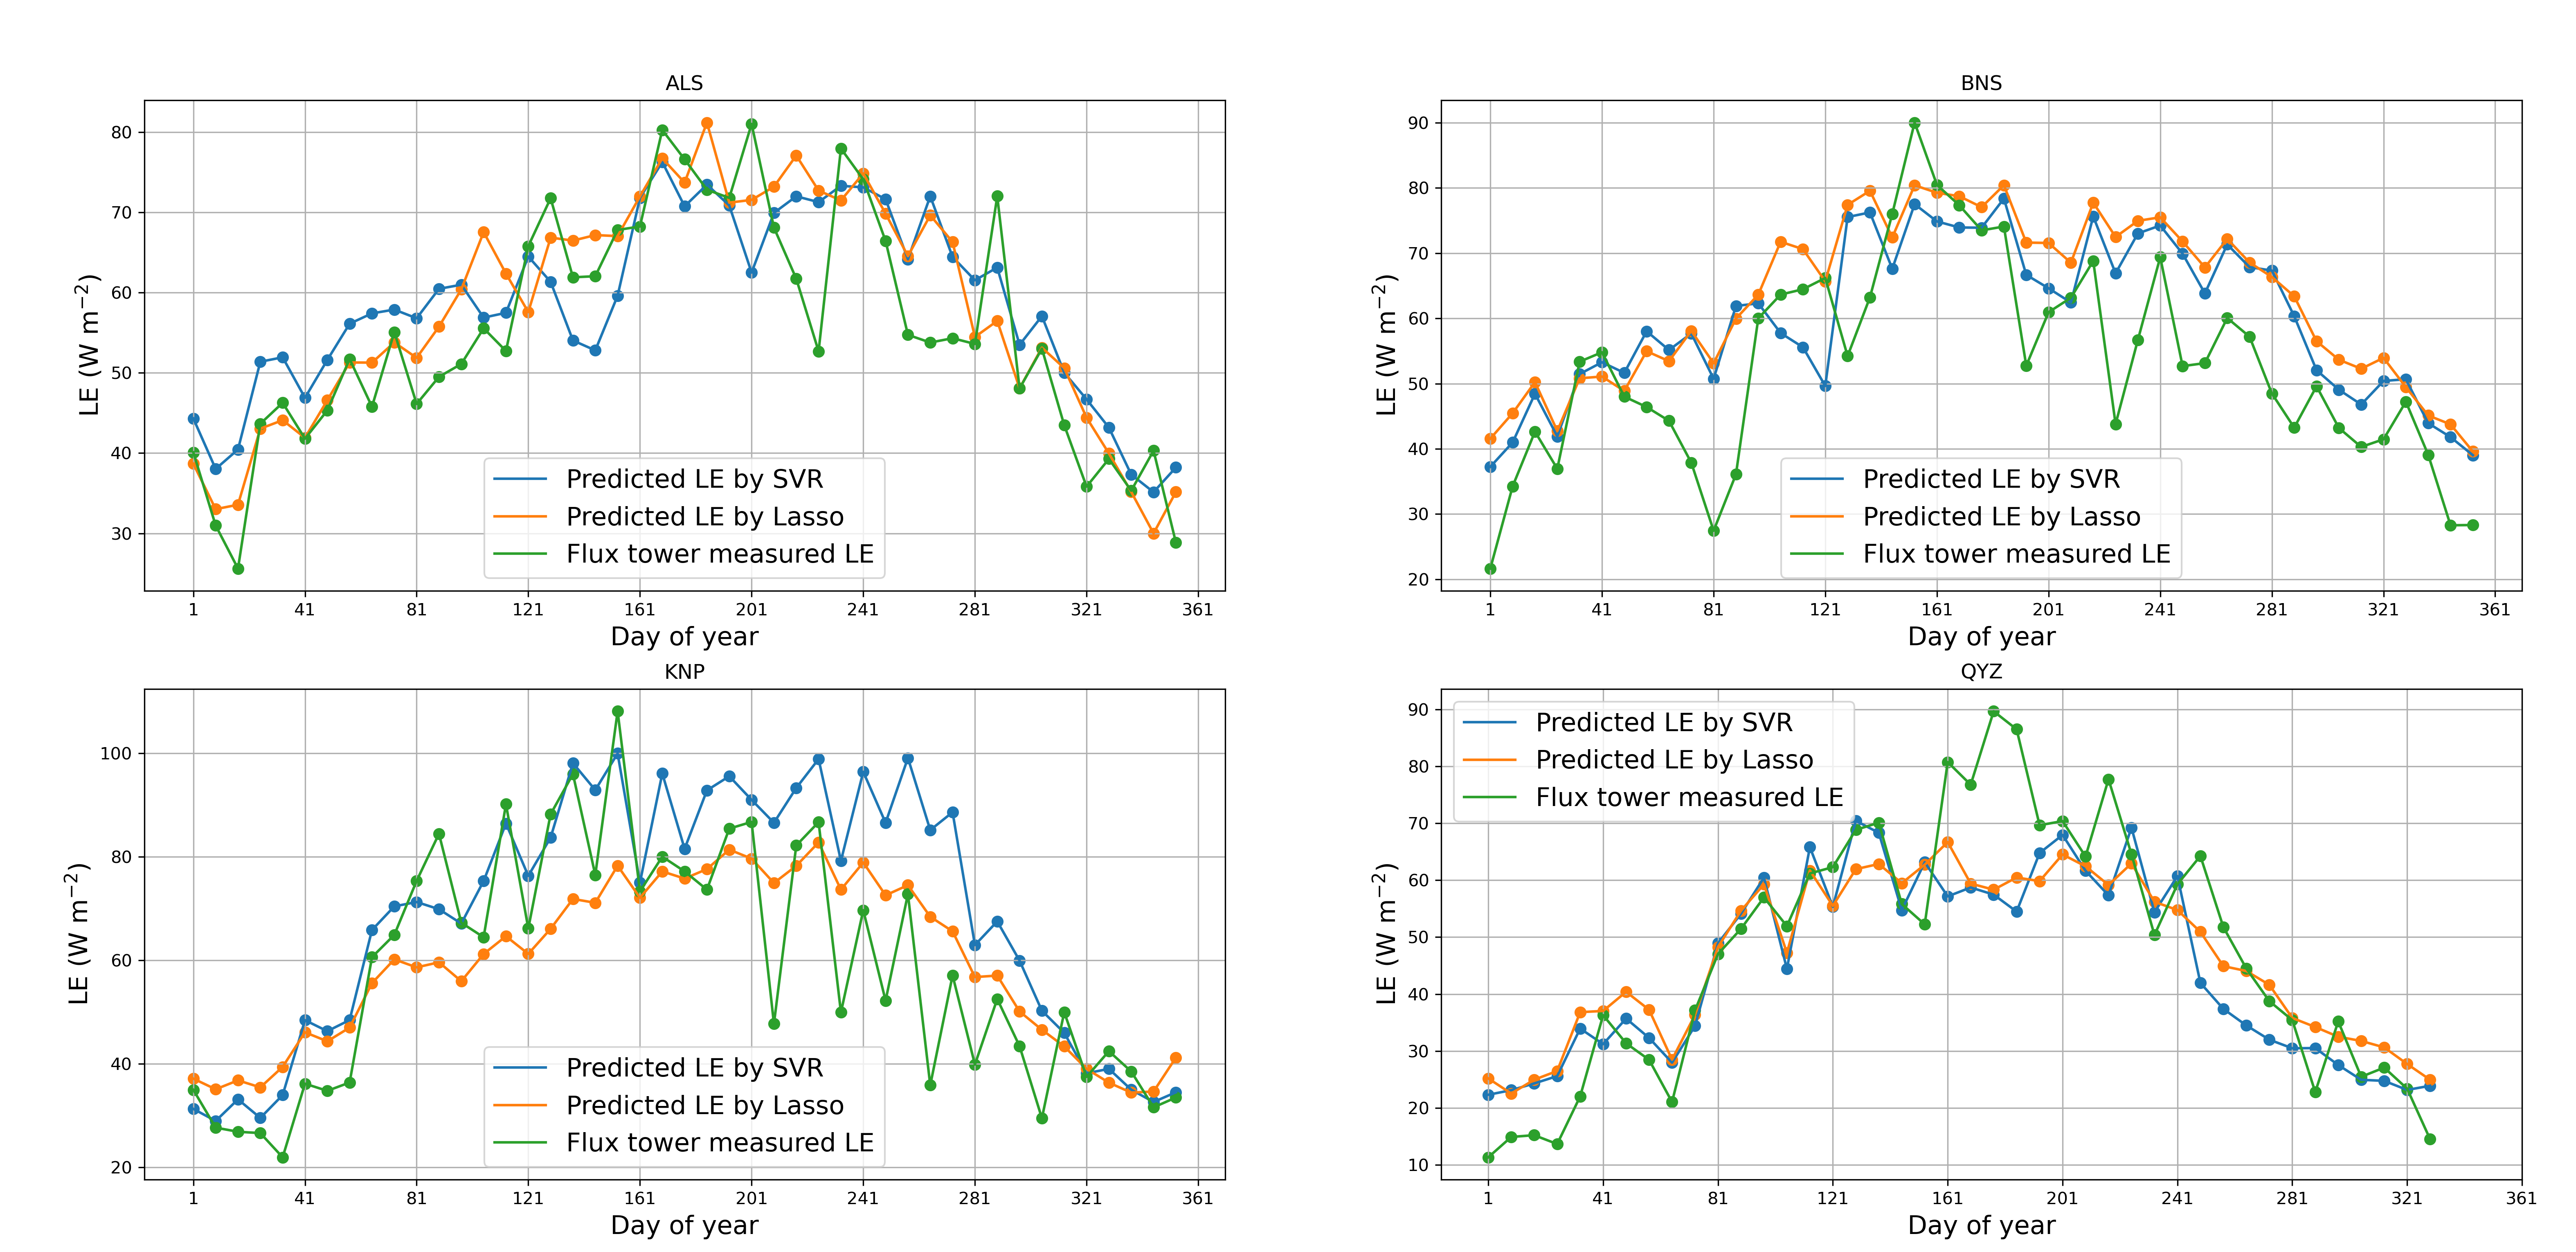 ALS
80
70
60
50
40
30
LE (W m⁻²)
Predicted LE by SVR
Predicted LE by Lasso
Flux tower measured LE
1 41 81 121 161 201 241 281 321 361
Day of year
BNS
90
80
70
60
50
40
30
20
LE (W m⁻²)
Predicted LE by SVR
Predicted LE by Lasso
Flux tower measured LE
1 41 81 121 161 201 241 281 321 361
Day of year
KNP
100
80
60
40
20
LE (W m⁻²)
Predicted LE by SVR
Predicted LE by Lasso
Flux tower measured LE
1 41 81 121 161 201 241 281 321 361
Day of year
QYZ
90
80
70
60
50
40
30
20
10
LE (W m⁻²)
Predicted LE by SVR
Predicted LE by Lasso
Flux tower measured LE
1 41 81 121 161 201 241 281 321 361
Day of year